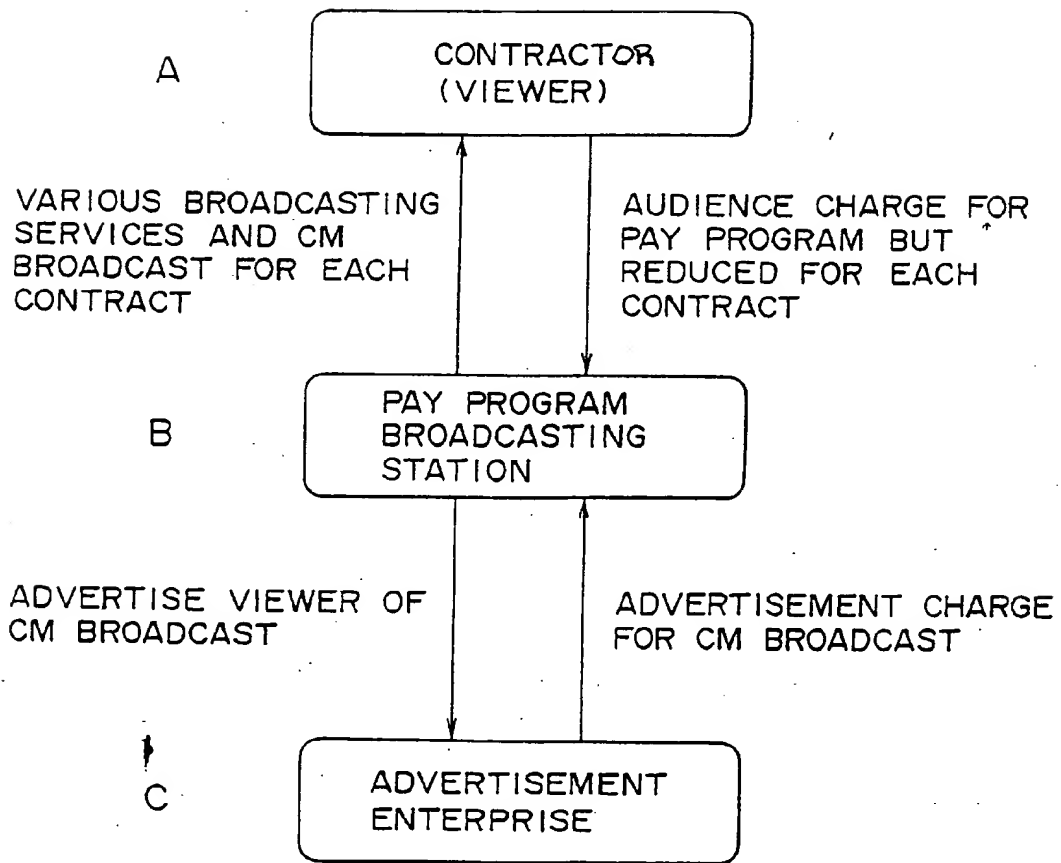 A
CONTRACTOR
(VIEWER)
VARIOUS BROADCASTING
SERVICES AND CM
BROADCAST FOR EACH
CONTRACT
AUDIENCE CHARGE FOR
PAY PROGRAM BUT
REDUCED FOR EACH
CONTRACT
B
PAY PROGRAM
BROADCASTING
STATION
ADVERTISE VIEWER OF
CM BROADCAST
ADVERTISEMENT CHARGE
FOR CM BROADCAST
C
ADVERTISEMENT
ENTERPRISE